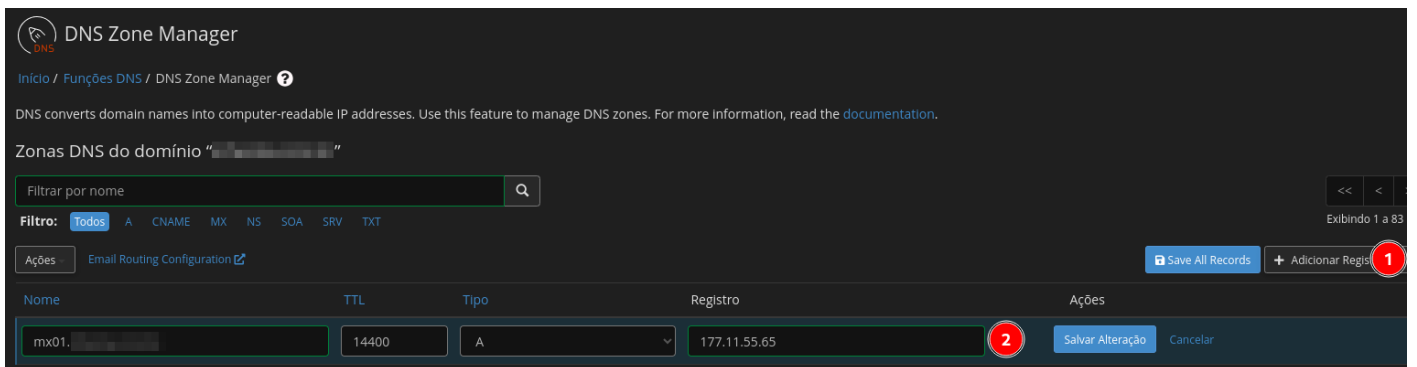 DNS Zone Manager
DNS
Início / Funções DNS / DNS Zone Manager ?
DNS converts domain names into computer-readable IP addresses. Use this feature to manage DNS zones. For more information, read the documentation.
Zonas DNS do domínio “ ”
Filtrar por nome
<< <
Filtro: Todos A CNAME MX NS SOA SRV TXT
Exibindo 1 a 83
Ações
Email Routing Configuration
Save All Records
+ Adicionar Regis
1
Nome TTL Tipo Registro Ações
mx01. 14400 A 177.11.55.65 2 Salvar Alteração Cancelar